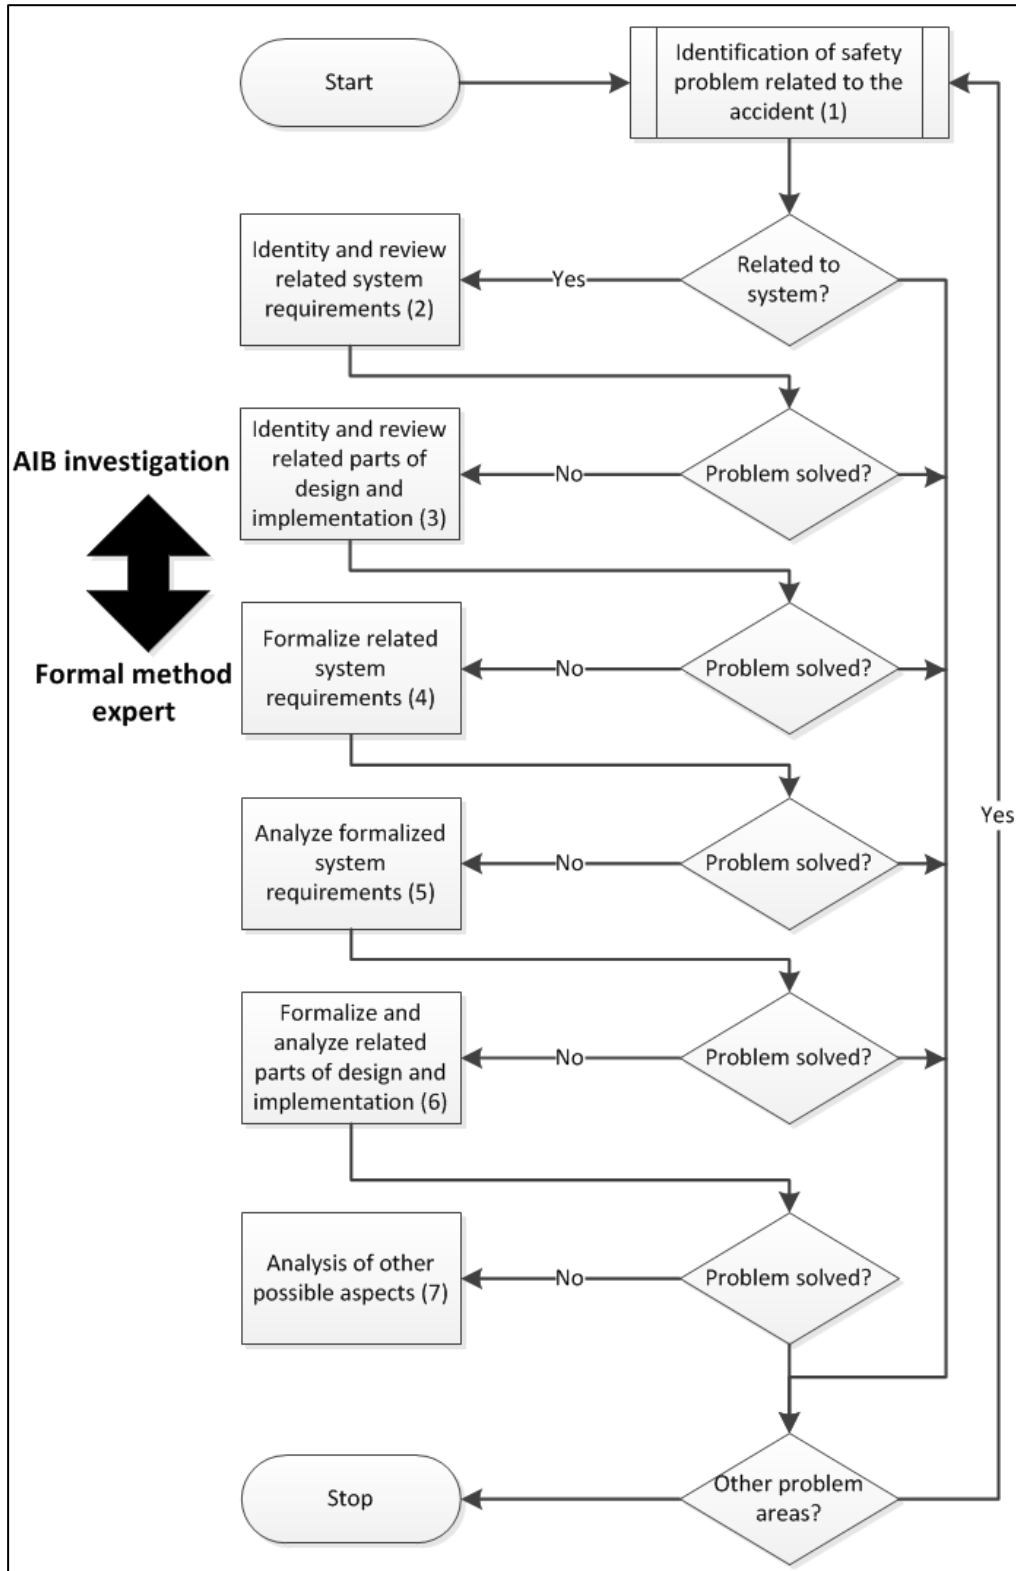 Start
Identification of safety
problem related to the
accident (1)
Identity and review
related system
requirements (2)
Yes
Related to
system?
AIB investigation
Identity and review
related parts of
design and
implementation (3)
No
Problem solved?
Formal method
expert
Formalize related
system
requirements (4)
No
Problem solved?
Yes
Analyze formalized
system
requirements (5)
No
Problem solved?
Formalize and
analyze related
parts of design and
implementation (6)
No
Problem solved?
Analysis of other
possible aspects (7)
No
Problem solved?
Stop
Other problem
areas?